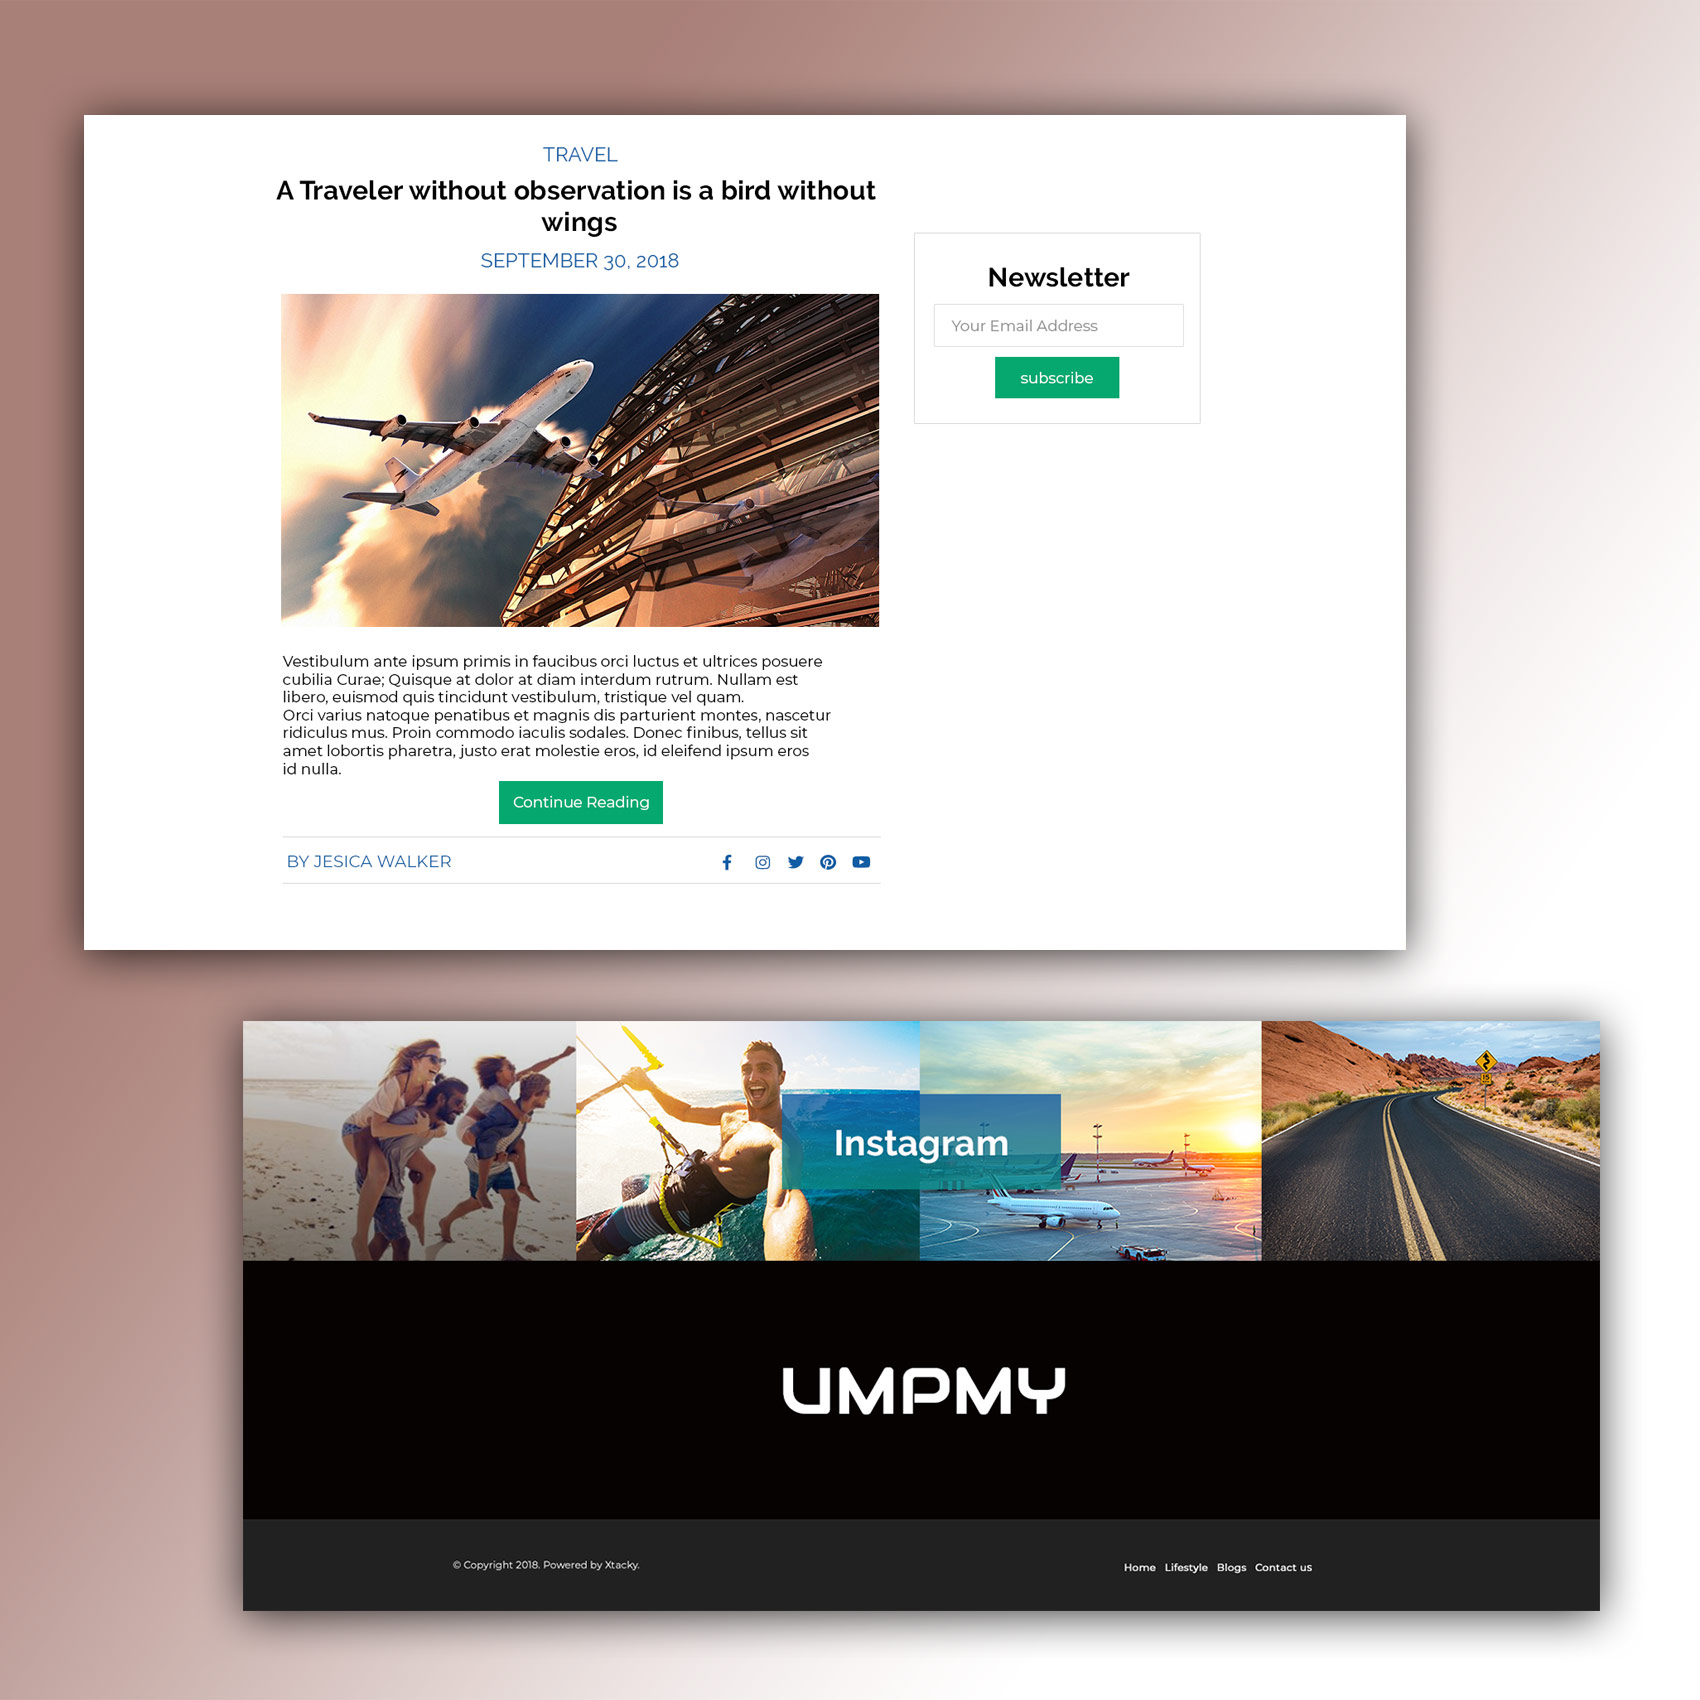 TRAVEL
A Traveler without observation is a bird without
wings
SEPTEMBER 30, 2018
Newsletter
Your Email Address
subscribe
Vestibulum ante ipsum primis in faucibus orci luctus et ultrices posuere
cubilia Curae; Quisque at dolor at diam interdum rutrum. Nullam est
libero, euismod quis tincidunt vestibulum, tristique vel quam.
Orci varius natoque penatibus et magnis dis parturient montes, nascetur
ridiculus mus. Proin commodo iaculis sodales. Donec finibus, tellus sit
amet lobortis pharetra, justo erat molestie eros, id eleifend ipsum eros
id nulla.
Continue Reading
BY JESICA WALKER
Instagram
UMPMY
© Copyright 2018. Powered by Xtacky.
Home Lifestyle Blogs Contact us